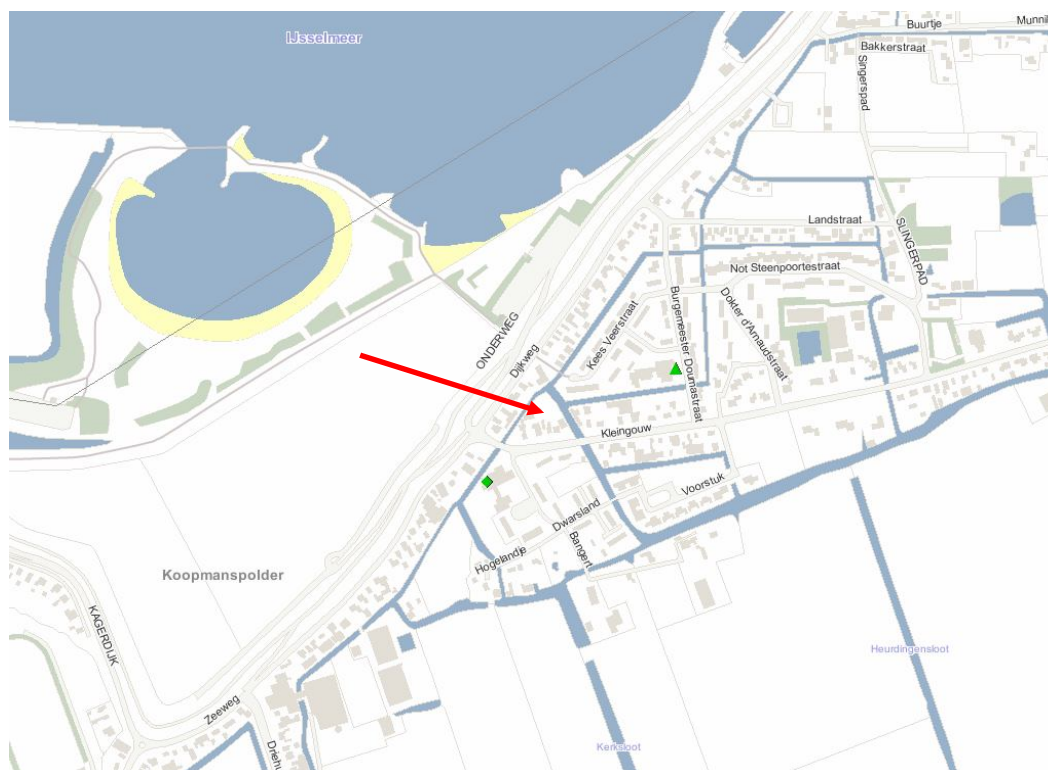 Buurtje
Munnil
IJsselmeer
Bakkerstraat
Singerspad
Landstraat
SLINGERPAD
Not Steenpoortestraat
Dokter d'Arnaudstraat
Burgemeester Doumastraat
Kees Veerstraat
ONDERWEG
Dijkweg
Kleingouw
Voorstuk
Dwarsland
Bangert
Hogelandje
Koopmanspolder
KAGERDIJK
Heurdingensloot
Zeeweg
Driehu
Kerksloot